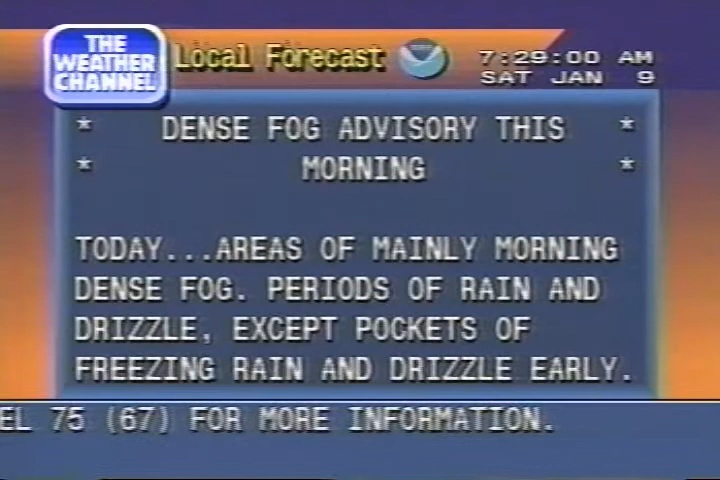 THE
WEATHER
CHANNEL
Local Forecast
7:29:00 AM
SAT JAN 9
* DENSE FOG ADVISORY THIS *
* MORNING *
TODAY...AREAS OF MAINLY MORNING
DENSE FOG. PERIODS OF RAIN AND
DRIZZLE, EXCEPT POCKETS OF
FREEZING RAIN AND DRIZZLE EARLY.
EL 75 (67) FOR MORE INFORMATION.